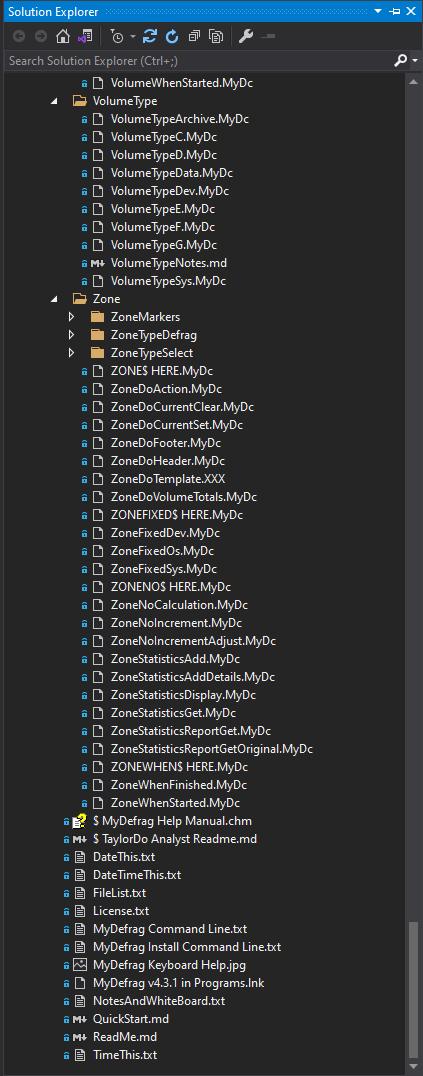 Solution Explorer
Search Solution Explorer (Ctrl+;)
VolumeWhenStarted.MyDc
VolumeType
VolumeTypeArchive.MyDc
VolumeTypeC.MyDc
VolumeTypeD.MyDc
VolumeTypeData.MyDc
VolumeTypeDev.MyDc
VolumeTypeE.MyDc
VolumeTypeF.MyDc
VolumeTypeG.MyDc
VolumeTypeNotes.md
VolumeTypeSys.MyDc
Zone
ZoneMarkers
ZoneTypeDefrag
ZoneTypeSelect
ZONE$ HERE.MyDc
ZoneDoAction.MyDc
ZoneDoCurrentClear.MyDc
ZoneDoCurrentSet.MyDc
ZoneDoFooter.MyDc
ZoneDoHeader.MyDc
ZoneDoTemplate.XXX
ZoneDoVolumeTotals.MyDc
ZONEFIXED$ HERE.MyDc
ZoneFixedDev.MyDc
ZoneFixedOs.MyDc
ZoneFixedSys.MyDc
ZONENO$ HERE.MyDc
ZoneNoCalculation.MyDc
ZoneNoIncrement.MyDc
ZoneNoIncrementAdjust.MyDc
ZoneStatisticsAdd.MyDc
ZoneStatisticsAddDetails.MyDc
ZoneStatisticsDisplay.MyDc
ZoneStatisticsGet.MyDc
ZoneStatisticsReportGet.MyDc
ZoneStatisticsReportGetOriginal.MyDc
ZONEWHEN$ HERE.MyDc
ZoneWhenFinished.MyDc
ZoneWhenStarted.MyDc
$ MyDefrag Help Manual.chm
$ TaylorDo Analyst Readme.md
DateThis.txt
DateTimeThis.txt
FileList.txt
License.txt
MyDefrag Command Line.txt
MyDefrag Install Command Line.txt
MyDefrag Keyboard Help.jpg
MyDefrag v4.3.1 in Programs.lnk
NotesAndWhiteBoard.txt
QuickStart.md
ReadMe.md
TimeThis.txt